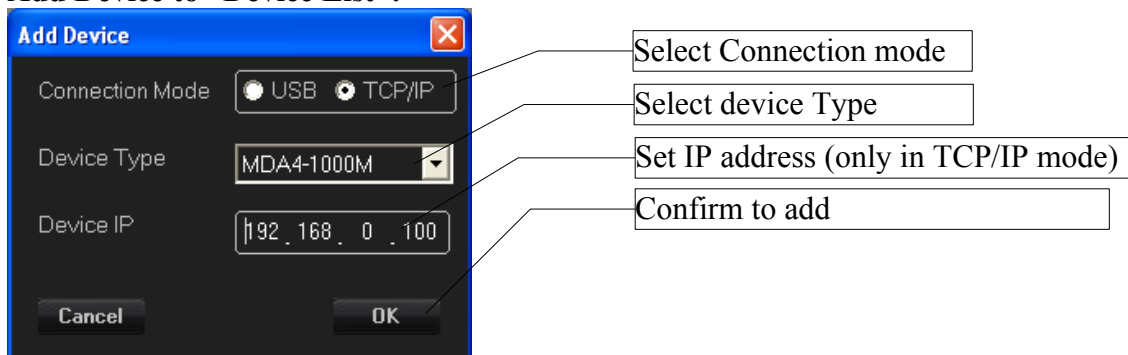 Add Device to "Device List":
Add Device
Connection Mode USB TCP/IP
Device Type MDA4-1000M
Device IP 192 . 168 . 0 . 100
Cancel OK
Select Connection mode
Select device Type
Set IP address (only in TCP/IP mode)
Confirm to add